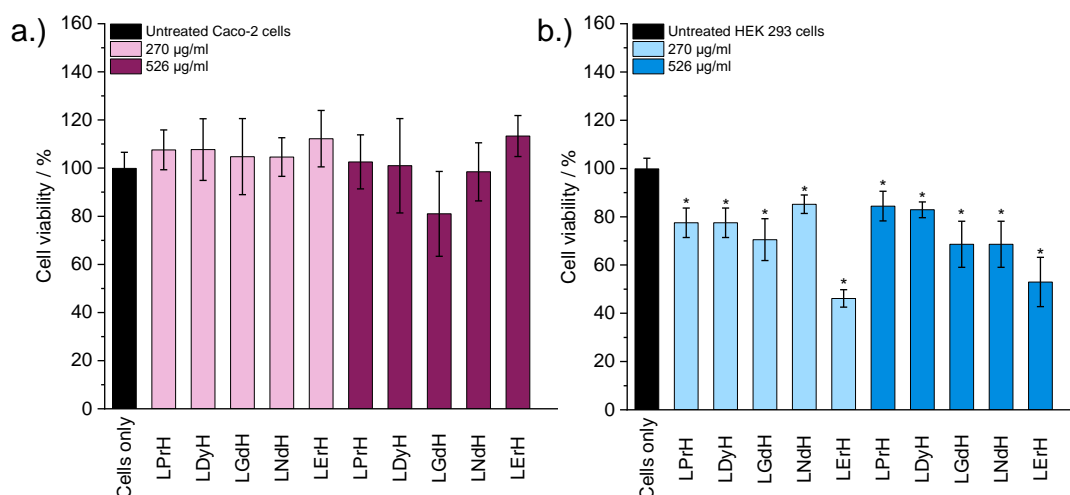 a.)
Cell viability / %
160
140
120
100
80
60
40
20
0
Untreated Caco-2 cells
270 µg/ml
526 µg/ml
Cells only
LPrH
LDyH
LGdH
LNdH
LErH
LPrH
LDyH
LGdH
LNdH
LErH
b.)
Cell viability / %
160
140
120
100
80
60
40
20
0
Untreated HEK 293 cells
270 µg/ml
526 µg/ml
*
*
*
*
*
*
*
*
*
*
Cells only
LPrH
LDyH
LGdH
LNdH
LErH
LPrH
LDyH
LGdH
LNdH
LErH